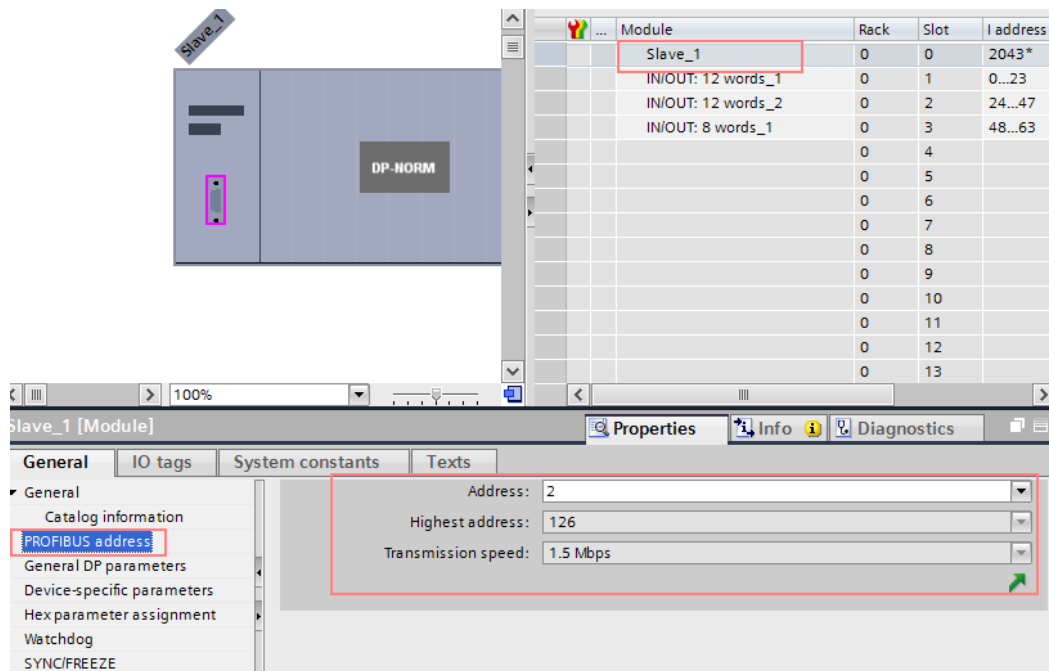 Slave_1
DP-NORM
100%
... Module Rack Slot I address
Slave_1 0 0 2043*
IN/OUT: 12 words_1 0 1 0...23
IN/OUT: 12 words_2 0 2 24...47
IN/OUT: 8 words_1 0 3 48...63
0 4
0 5
0 6
0 7
0 8
0 9
0 10
0 11
0 12
0 13
Slave_1 [Module]
Properties Info Diagnostics
General IO tags System constants Texts
General
Catalog information
PROFIBUS address
General DP parameters
Device-specific parameters
Hex parameter assignment
Watchdog
SYNC/FREEZE
Address: 2
Highest address: 126
Transmission speed: 1.5 Mbps